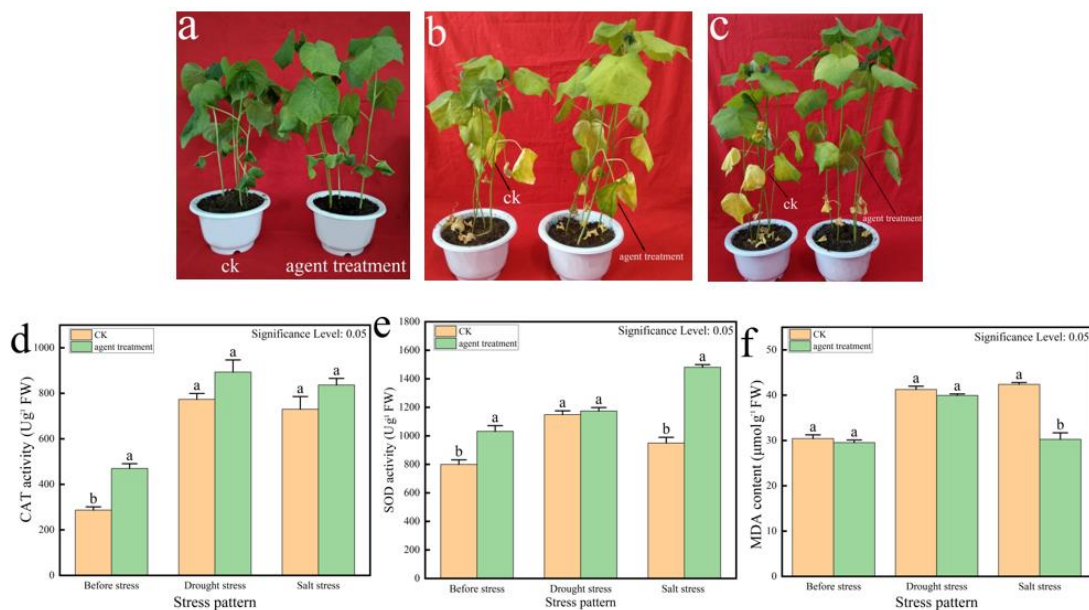 a
ck
agent treatment
b
ck
agent treatment
c
ck
agent treatment
d
CK
agent treatment
Significance Level: 0.05
CAT activity (Ug⁻¹ FW)
0
200
400
600
800
1000
b
a
a
a
a
a
Before stress
Drought stress
Salt stress
Stress pattern
e
CK
agent treatment
Significance Level: 0.05
SOD activity (Ug⁻¹ FW)
0
200
400
600
800
1000
1200
1400
1600
1800
b
a
a
a
b
a
Before stress
Drought stress
Salt stress
Stress pattern
f
CK
agent treatment
Significance Level: 0.05
MDA content (μmol g⁻¹ FW)
0
10
20
30
40
50
a
a
a
a
a
b
Before stress
Drought stress
Salt stress
Stress pattern